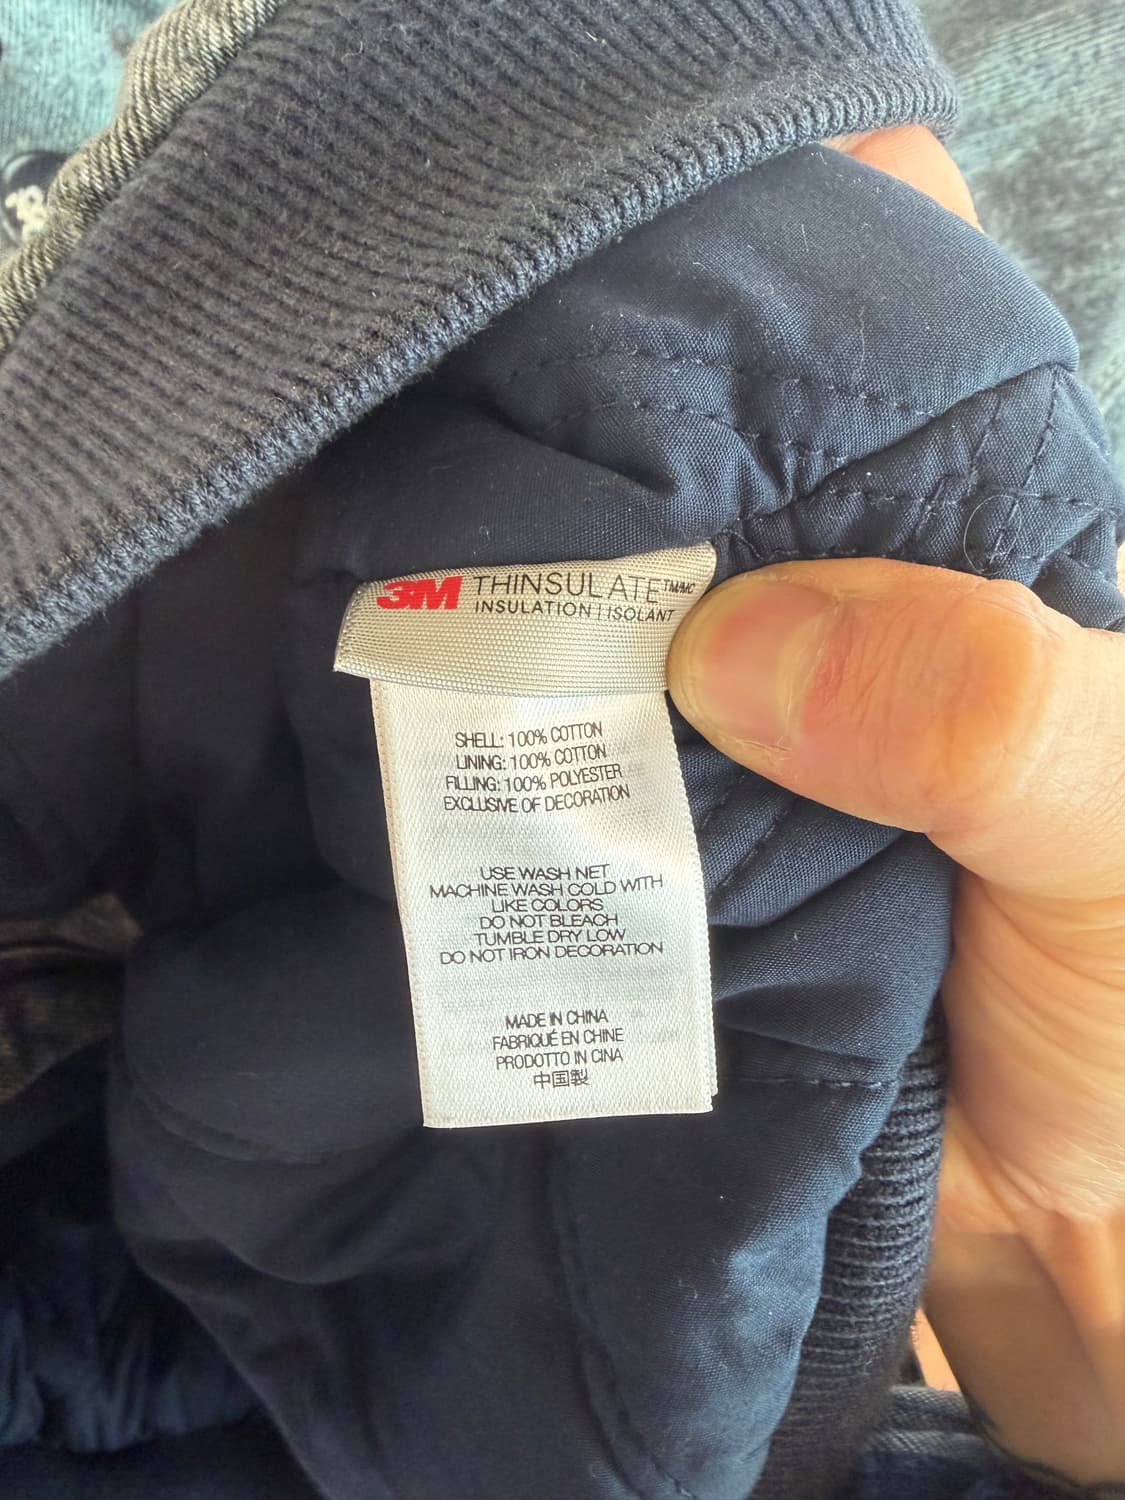 3M THINSULATE™/MC
INSULATION | ISOLANT
SHELL: 100% COTTON
LINING: 100% COTTON
FILLING: 100% POLYESTER
EXCLUSIVE OF DECORATION
USE WASH NET
MACHINE WASH COLD WITH
LIKE COLORS
DO NOT BLEACH
TUMBLE DRY LOW
DO NOT IRON DECORATION
MADE IN CHINA
FABRIQUÉ EN CHINE
PRODOTTO IN CINA
中国製